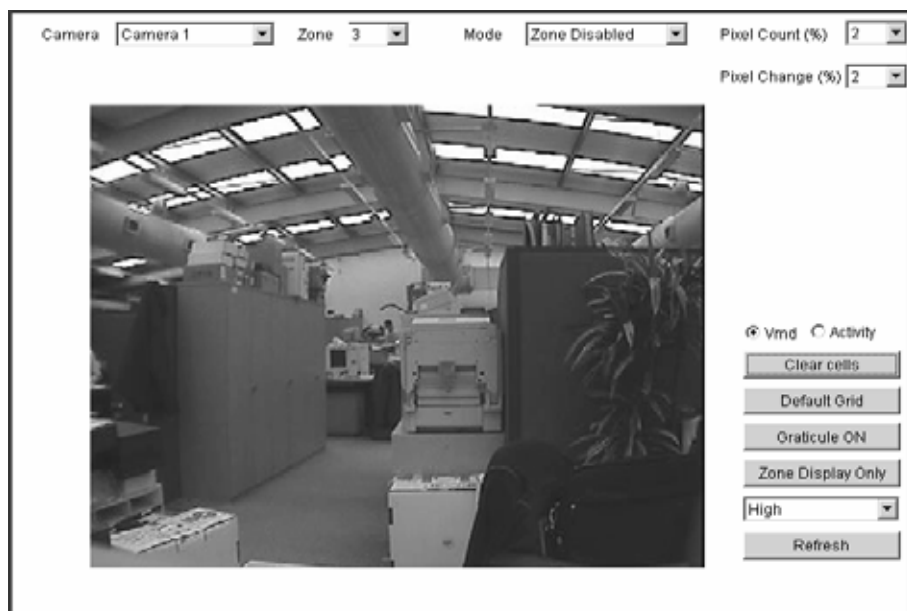 Camera Camera 1 Zone 3 Mode Zone Disabled Pixel Count (%) 2
Pixel Change (%) 2
Vmd Activity
Clear cells
Default Grid
Graticule ON
Zone Display Only
High
Refresh